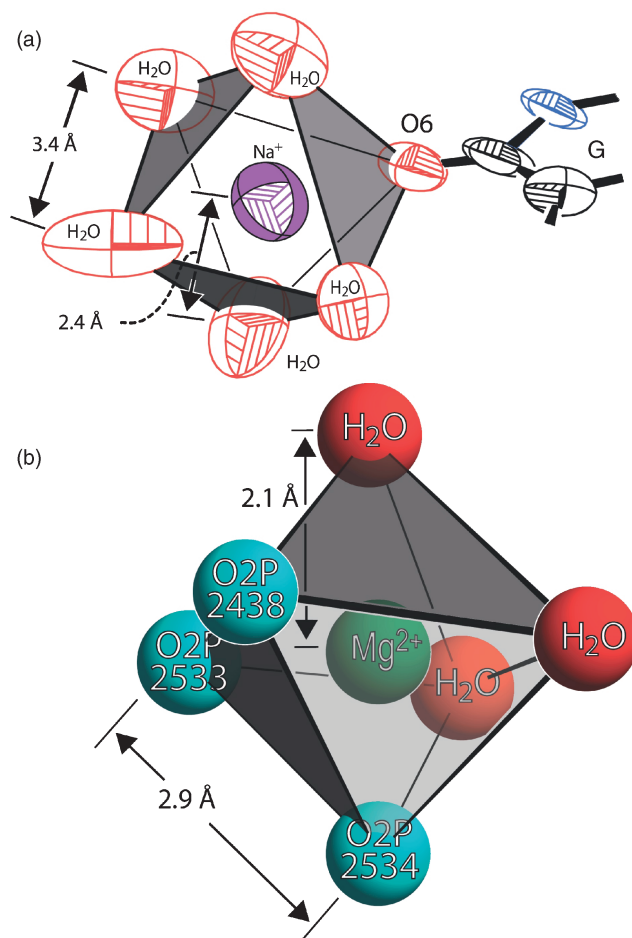 (a)
H₂O
H₂O
O6
G
3.4 Å
Na⁺
H₂O
H₂O
2.4 Å
H₂O
(b)
H₂O
2.1 Å
O2P
2438
O2P
2533
Mg²⁺
H₂O
H₂O
2.9 Å
O2P
2534